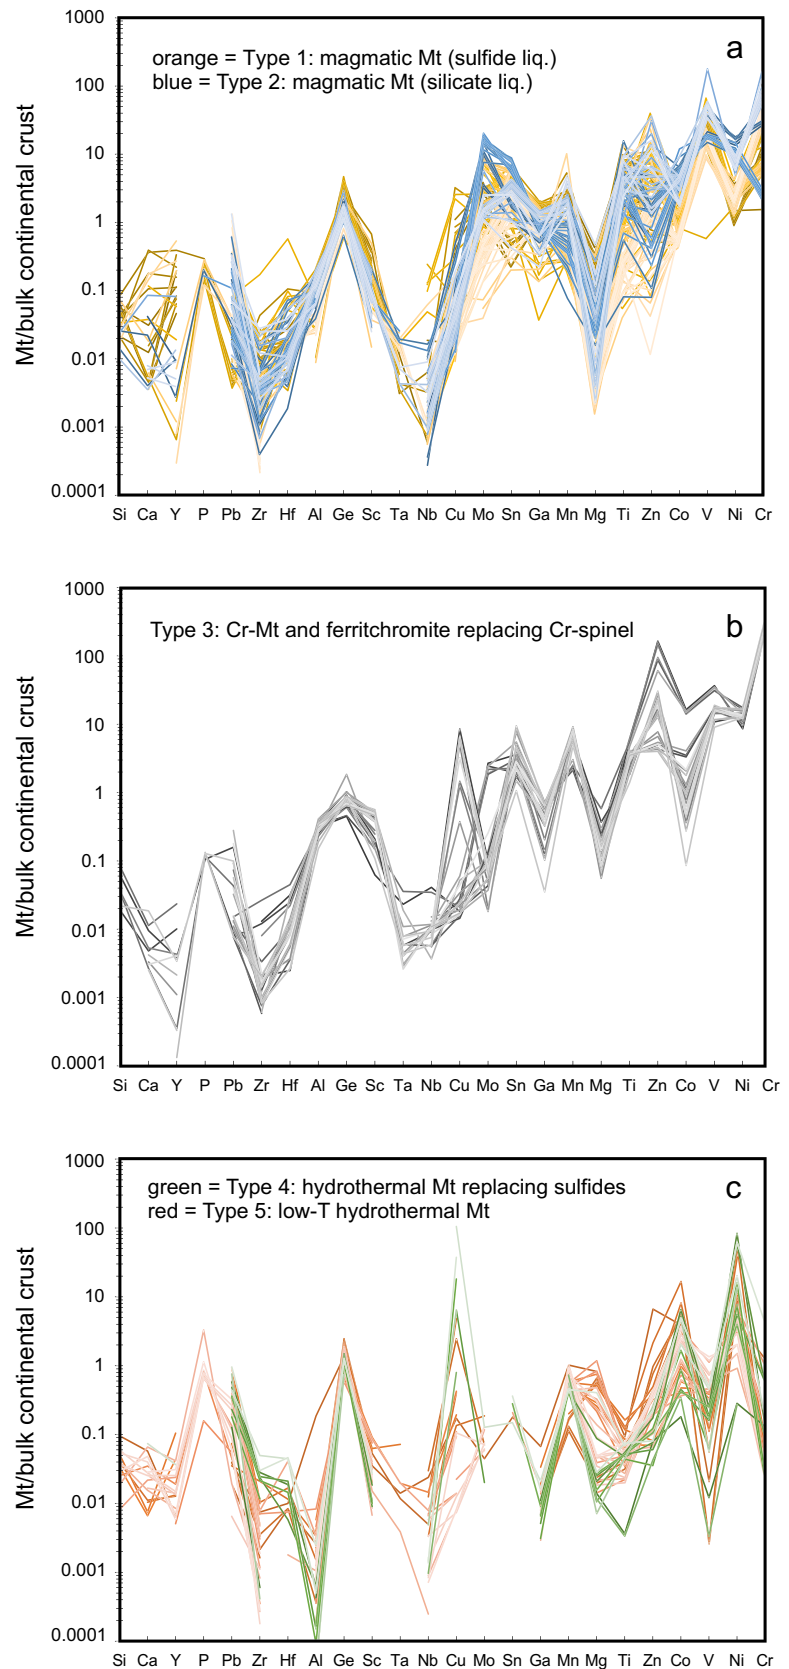 a
orange = Type 1: magmatic Mt (sulfide liq.)
blue = Type 2: magmatic Mt (silicate liq.)
Mt/bulk continental crust
1000
100
10
1
0.1
0.01
0.001
0.0001
Si Ca Y P Pb Zr Hf Al Ge Sc Ta Nb Cu Mo Sn Ga Mn Mg Ti Zn Co V Ni Cr
b
Type 3: Cr-Mt and ferritchromite replacing Cr-spinel
Mt/bulk continental crust
1000
100
10
1
0.1
0.01
0.001
0.0001
Si Ca Y P Pb Zr Hf Al Ge Sc Ta Nb Cu Mo Sn Ga Mn Mg Ti Zn Co V Ni Cr
c
green = Type 4: hydrothermal Mt replacing sulfides
red = Type 5: low-T hydrothermal Mt
Mt/bulk continental crust
1000
100
10
1
0.1
0.01
0.001
0.0001
Si Ca Y P Pb Zr Hf Al Ge Sc Ta Nb Cu Mo Sn Ga Mn Mg Ti Zn Co V Ni Cr